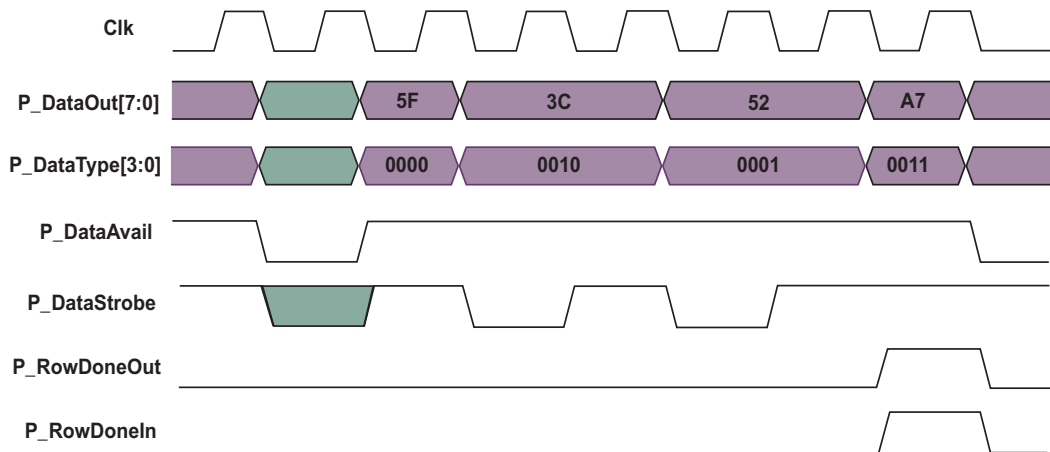 Clk
P_DataOut[7:0] 5F 3C 52 A7
P_DataType[3:0] 0000 0010 0001 0011
P_DataAvail
P_DataStrobe
P_RowDoneOut
P_RowDoneIn